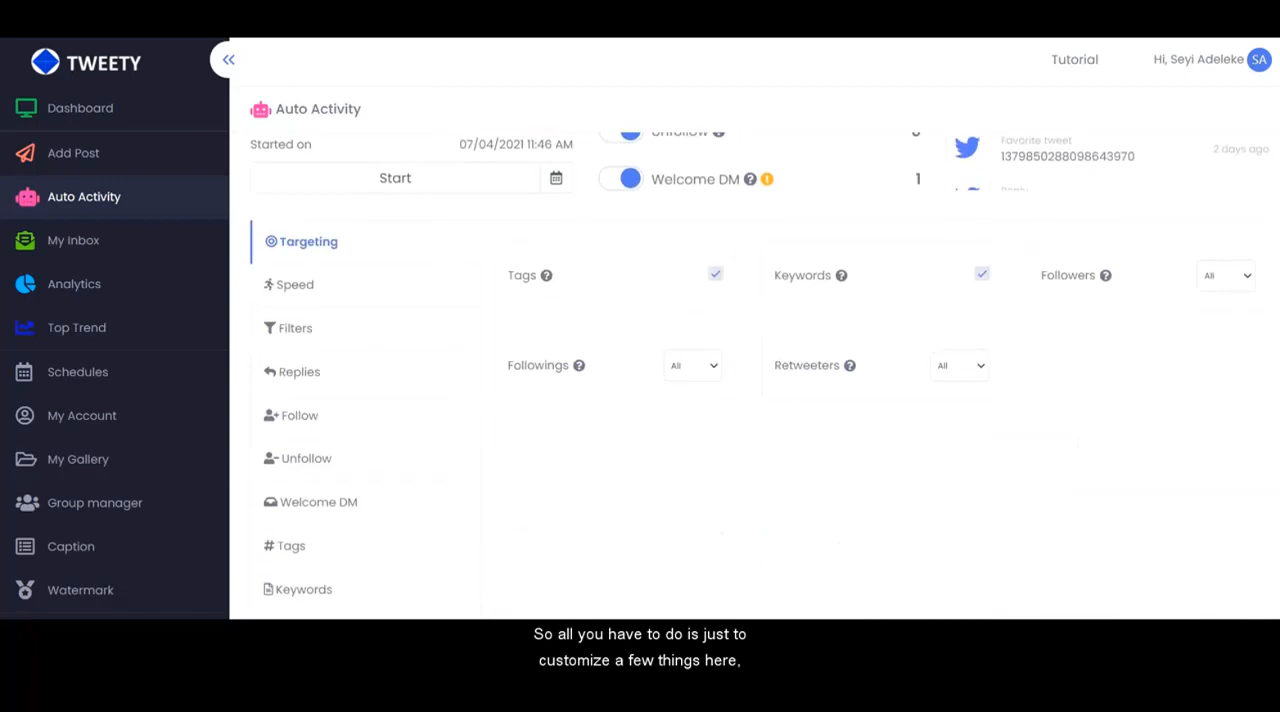 TWEETY
Dashboard
Add Post
Auto Activity
My Inbox
Analytics
Top Trend
Schedules
My Account
My Gallery
Group manager
Caption
Watermark
Tutorial
Hi, Seyi Adeleke SA
Auto Activity
Started on 07/04/2021 11:46 AM
Start
Unfollow
Welcome DM 1
Favorite tweet
1379850288098643970
2 days ago
Reply
Targeting
Speed
Filters
Replies
Follow
Unfollow
Welcome DM
# Tags
Keywords
Tags
Keywords
Followers All
Followings All
Retweeters All
So all you have to do is just to
customize a few things here,